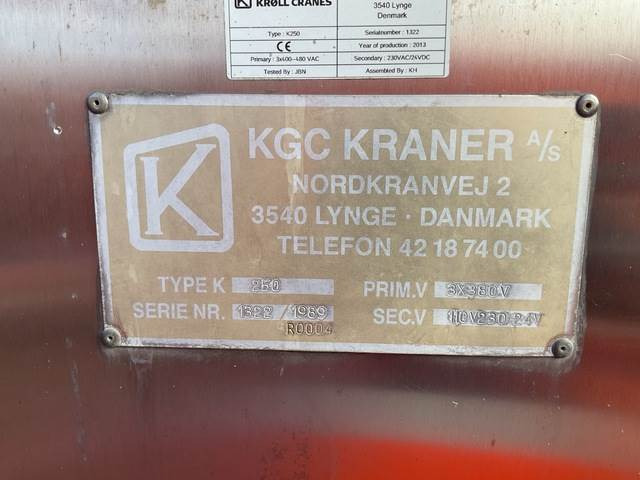 KRØLL CRANES
3540 Lynge
Denmark
Type : K250
Serialnumber : 1322
CE
Year of production : 2013
Primary : 3x400-480 VAC
Secondary : 230VAC/24VDC
Tested By : JBN
Assembled By : KH
K
KGC KRANER A/S
NORDKRANVEJ 2
3540 LYNGE · DANMARK
TELEFON 42 18 74 00
TYPE K 250
PRIM.V 3X380V
SERIE NR. 1322 / 1989
SEC.V 110V230/24V
R0004